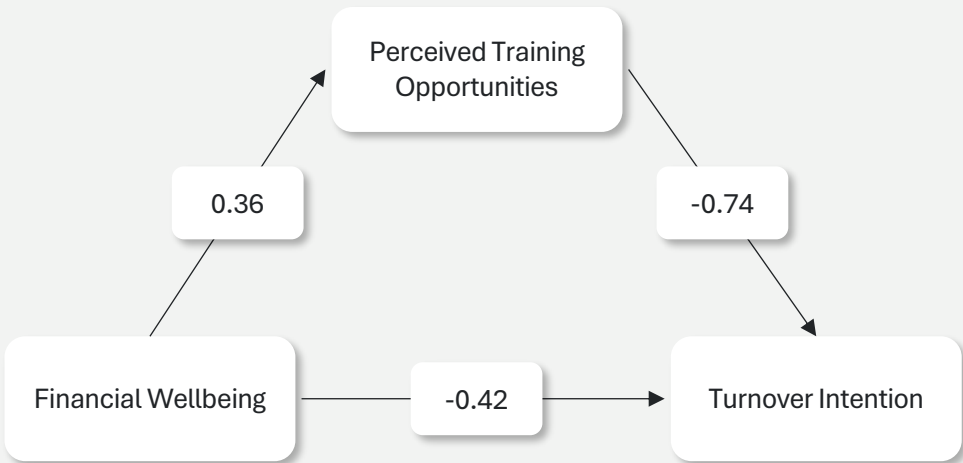 Perceived Training
Opportunities
0.36
-0.74
Financial Wellbeing
-0.42
Turnover Intention